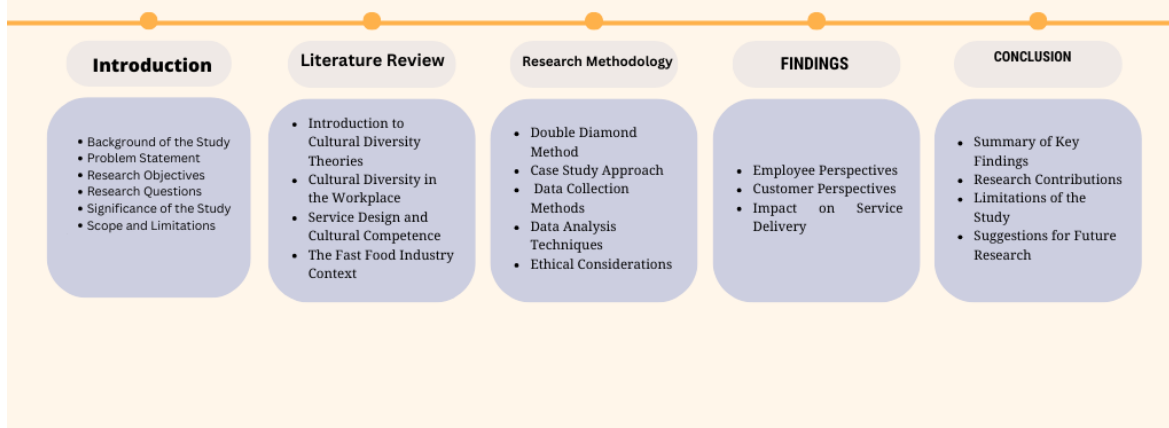 Introduction
• Background of the Study
• Problem Statement
• Research Objectives
• Research Questions
• Significance of the Study
• Scope and Limitations
Literature Review
• Introduction to
Cultural Diversity
Theories
• Cultural Diversity in
the Workplace
• Service Design and
Cultural Competence
• The Fast Food Industry
Context
Research Methodology
• Double Diamond
Method
• Case Study Approach
• Data Collection
Methods
• Data Analysis
Techniques
• Ethical Considerations
FINDINGS
• Employee Perspectives
• Customer Perspectives
• Impact on Service
Delivery
CONCLUSION
• Summary of Key
Findings
• Research Contributions
• Limitations of the
Study
• Suggestions for Future
Research